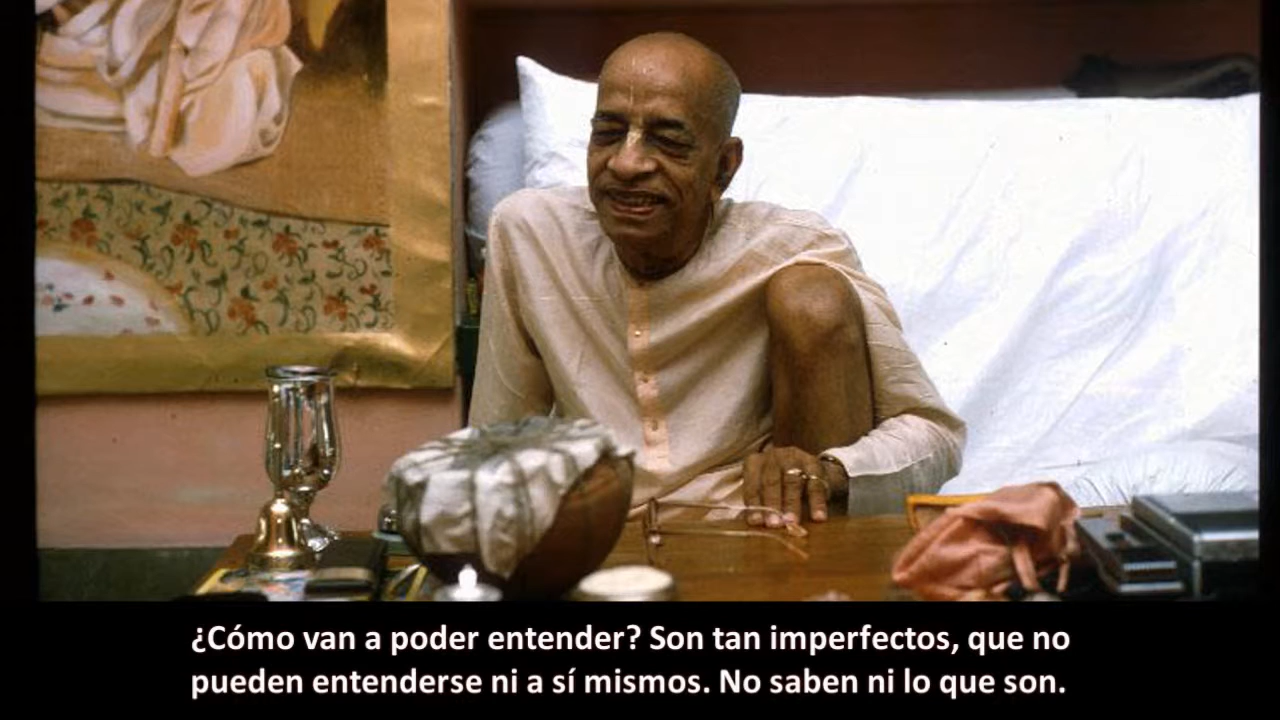 ¿Cómo van a poder entender? Son tan imperfectos, que no
pueden entenderse ni a sí mismos. No saben ni lo que son.